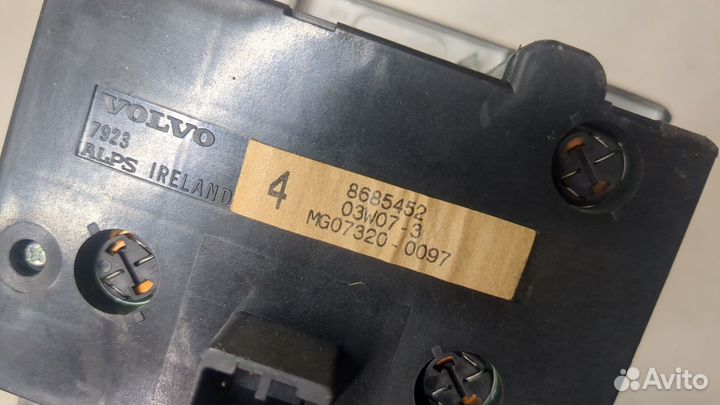 VOLVO
7923
ALPS IRELAND
4
8685452
03W07-3
MG07320-0097
Avito